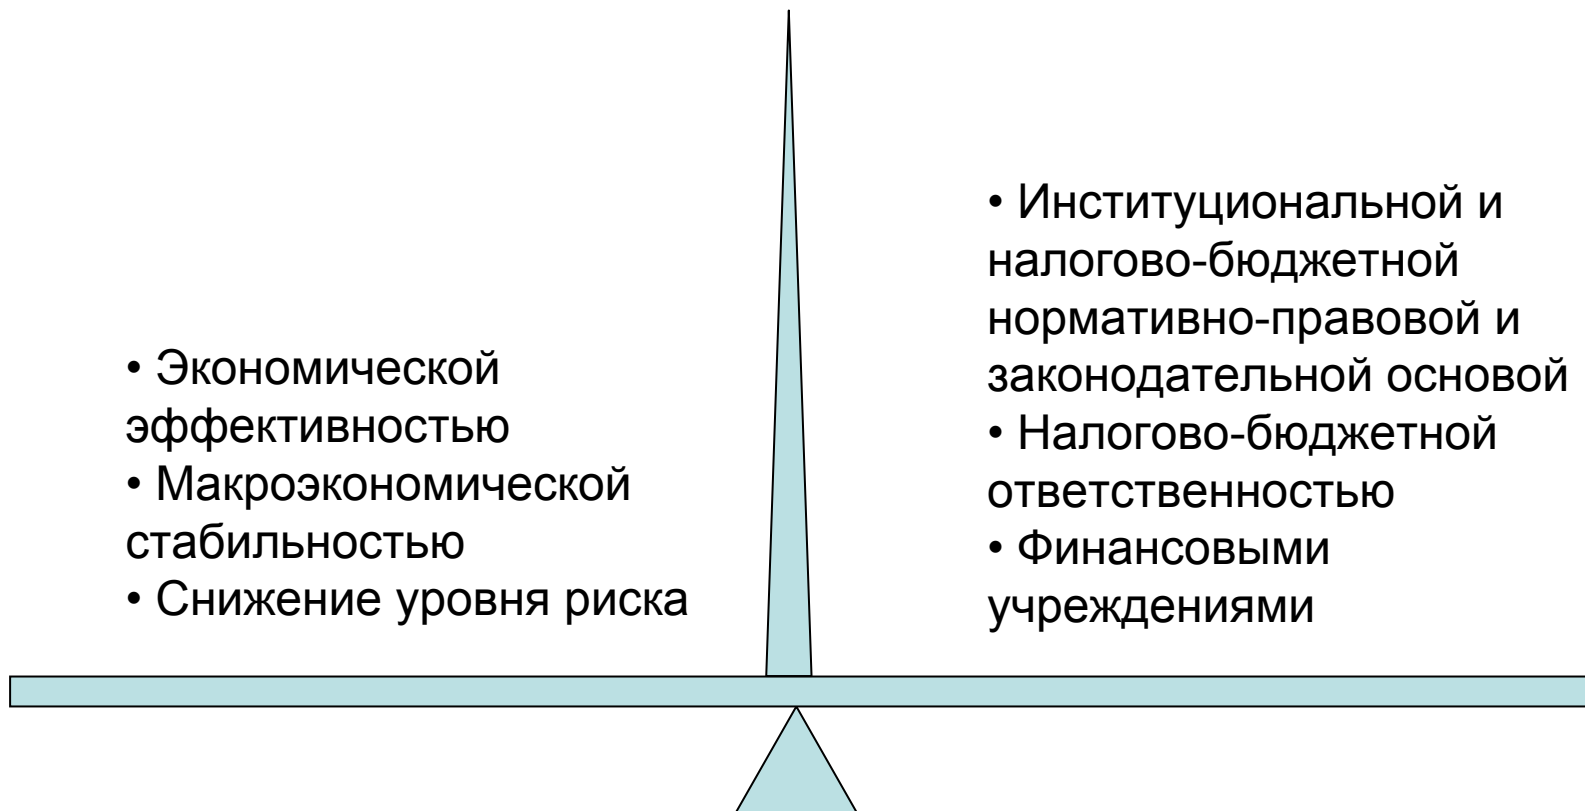 • Экономической
эффективностью
• Макроэкономической
стабильностью
• Снижение уровня риска
• Институциональной и
налогово-бюджетной
нормативно-правовой и
законодательной основой
• Налогово-бюджетной
ответственностью
• Финансовыми
учреждениями